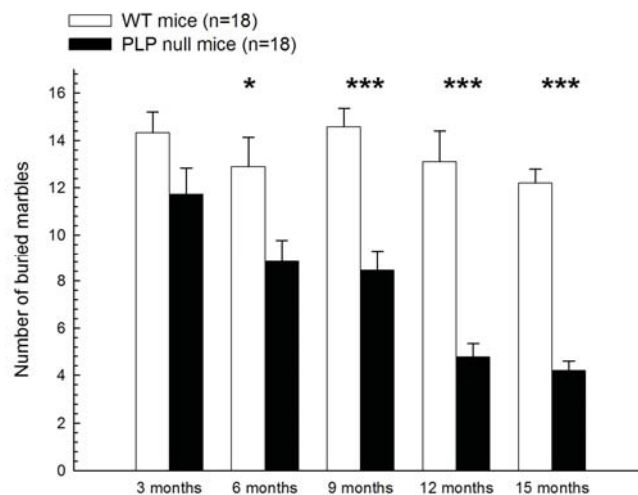 WT mice (n=18)
PLP null mice (n=18)
* *** *** ***
16
14
12
10
8
6
4
2
0
Number of buried marbles
3 months 6 months 9 months 12 months 15 months